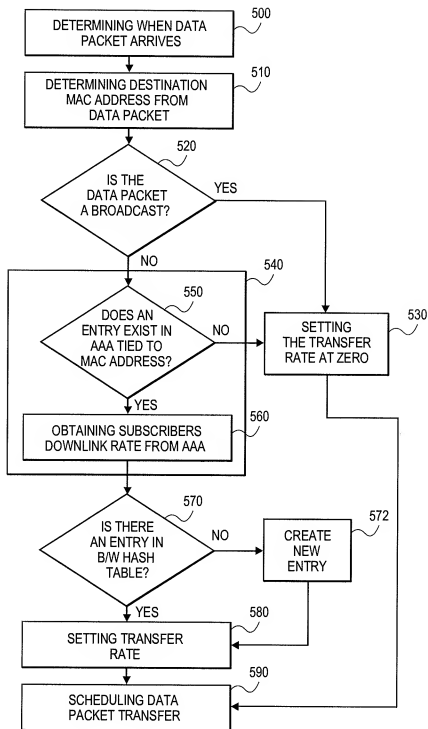 DETERMINING WHEN DATA
PACKET ARRIVES
500
DETERMINING DESTINATION
MAC ADDRESS FROM
DATA PACKET
510
IS THE
DATA PACKET
A BROADCAST?
520
YES
NO
540
DOES AN
ENTRY EXIST IN
AAA TIED TO
MAC ADDRESS?
550
NO
SETTING
THE TRANSFER
RATE AT ZERO
530
YES
OBTAINING SUBSCRIBERS
DOWNLINK RATE FROM AAA
560
IS THERE
AN ENTRY IN
B/W HASH
TABLE?
570
NO
CREATE
NEW
ENTRY
572
YES
SETTING TRANSFER
RATE
580
SCHEDULING DATA
PACKET TRANSFER
590